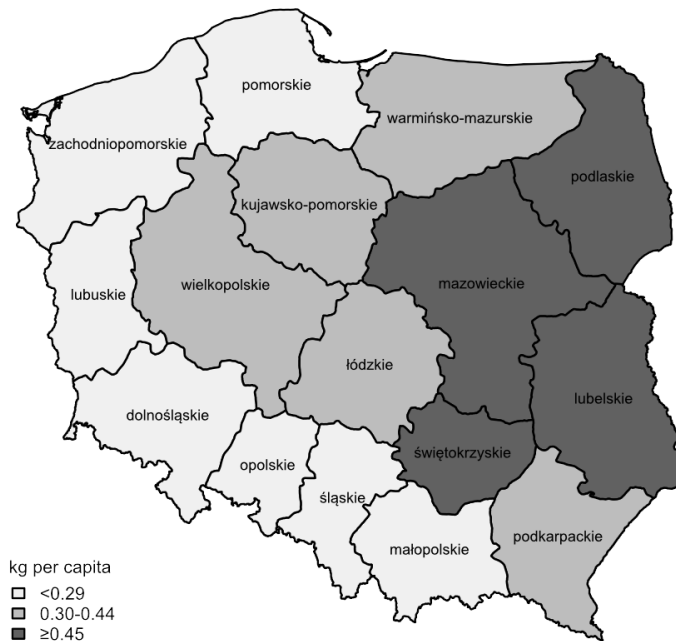 pomorskie
warmińsko-mazurskie
zachodniopomorskie
podlaskie
kujawsko-pomorskie
mazowieckie
wielkopolskie
lubuskie
łódzkie
lubelskie
dolnośląskie
świętokrzyskie
opolskie
śląskie
podkarpackie
małopolskie
kg per capita
<0.29
0.30-0.44
≥0.45